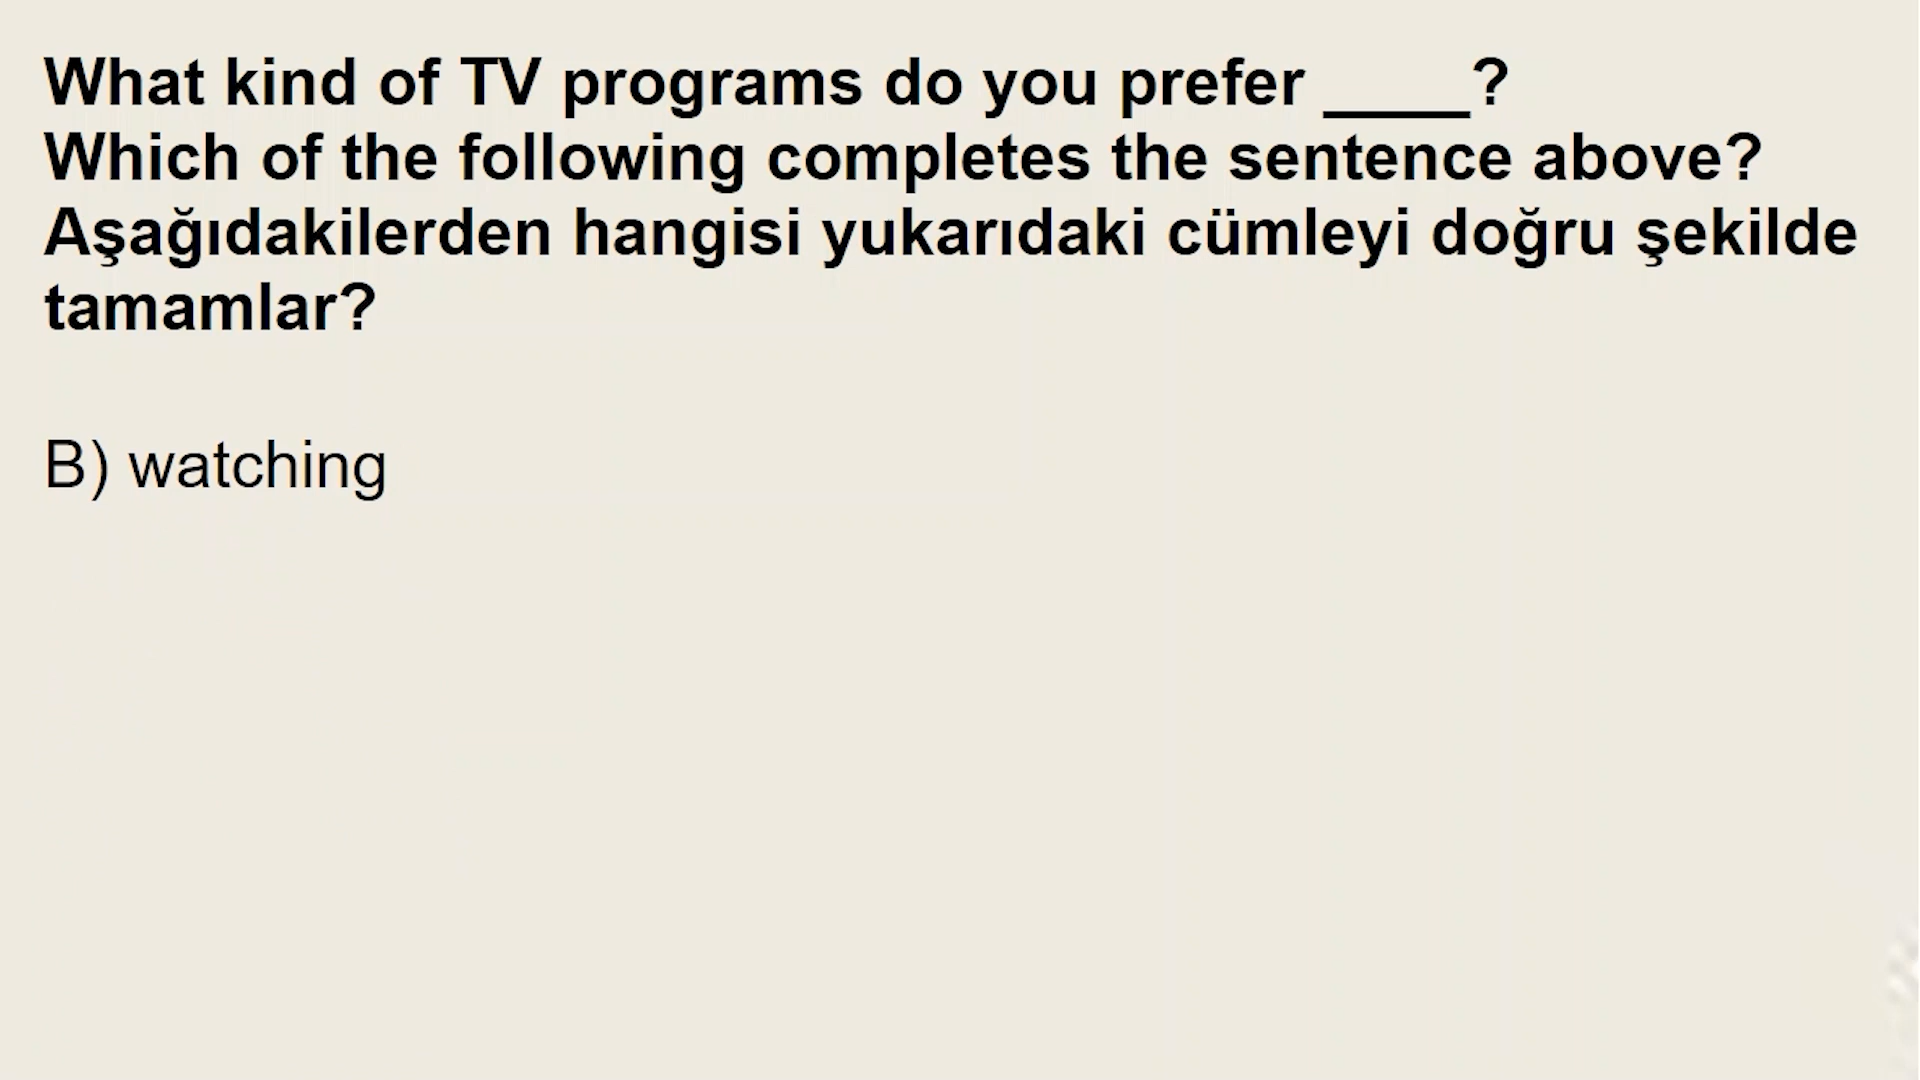 What kind of TV programs do you prefer ____?
Which of the following completes the sentence above?
Aşağıdakilerden hangisi yukarıdaki cümleyi doğru şekilde
tamamlar?
B) watching